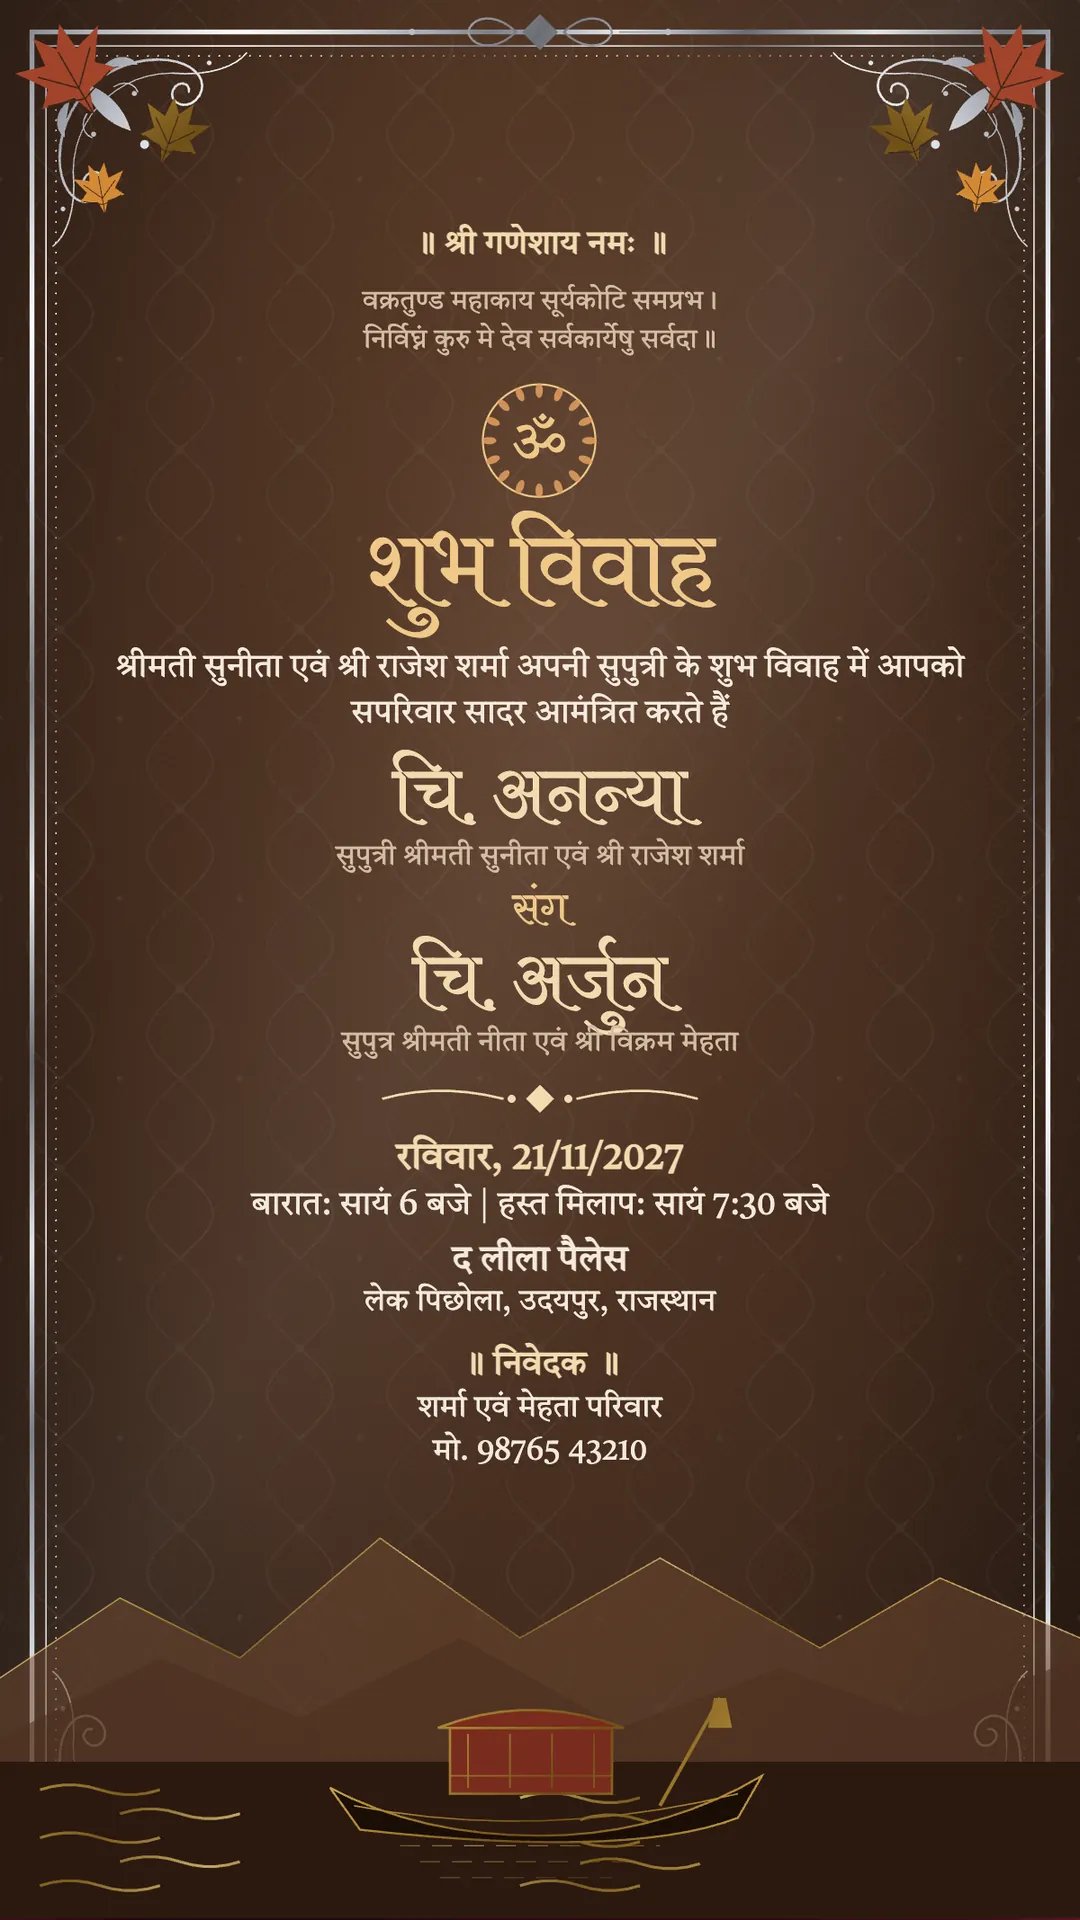 ॥ श्री गणेशाय नमः ॥
वक्रतुण्ड महाकाय सूर्यकोटि समप्रभ।
निर्विघ्नं कुरु मे देव सर्वकार्येषु सर्वदा॥
ॐ
शुभ विवाह
श्रीमती सुनीता एवं श्री राजेश शर्मा अपनी सुपुत्री के शुभ विवाह में आपको
सपरिवार सादर आमंत्रित करते हैं
चि. अनन्या
सुपुत्री श्रीमती सुनीता एवं श्री राजेश शर्मा
संग
चि. अर्जुन
सुपुत्र श्रीमती नीता एवं श्री विक्रम मेहता
रविवार, 21/11/2027
बारात: सायं 6 बजे | हस्त मिलाप: सायं 7:30 बजे
द लीला पैलेस
लेक पिछोला, उदयपुर, राजस्थान
॥ निवेदक ॥
शर्मा एवं मेहता परिवार
मो. 98765 43210